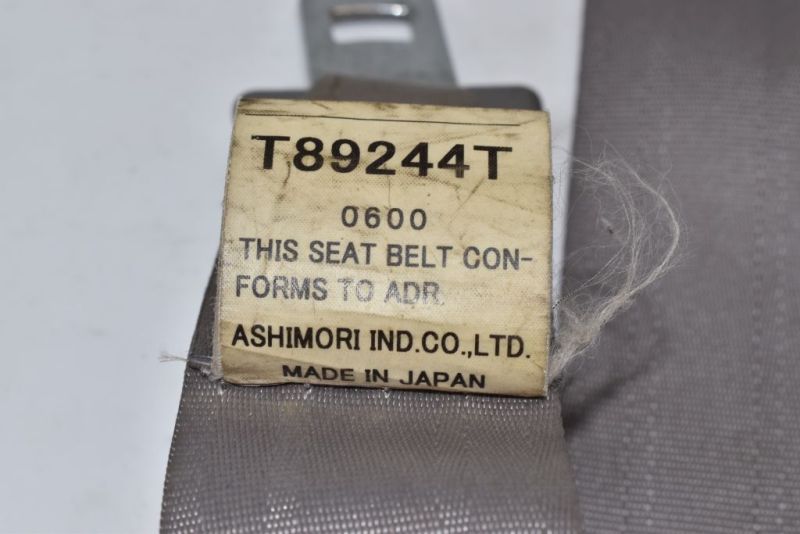 T89244T
0600
THIS SEAT BELT CON-
FORMS TO ADR.
ASHIMORI IND.CO.,LTD.
MADE IN JAPAN